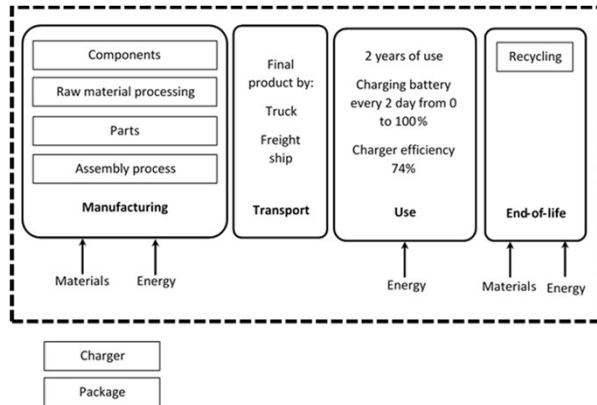 Components
Raw material processing
Parts
Assembly process
Manufacturing
Final
product by:
Truck
Freight
ship
Transport
2 years of use
Charging battery
every 2 day from 0
to 100%
Charger efficiency
74%
Use
Recycling
End-of-life
Materials
Energy
Energy
Materials
Energy
Charger
Package